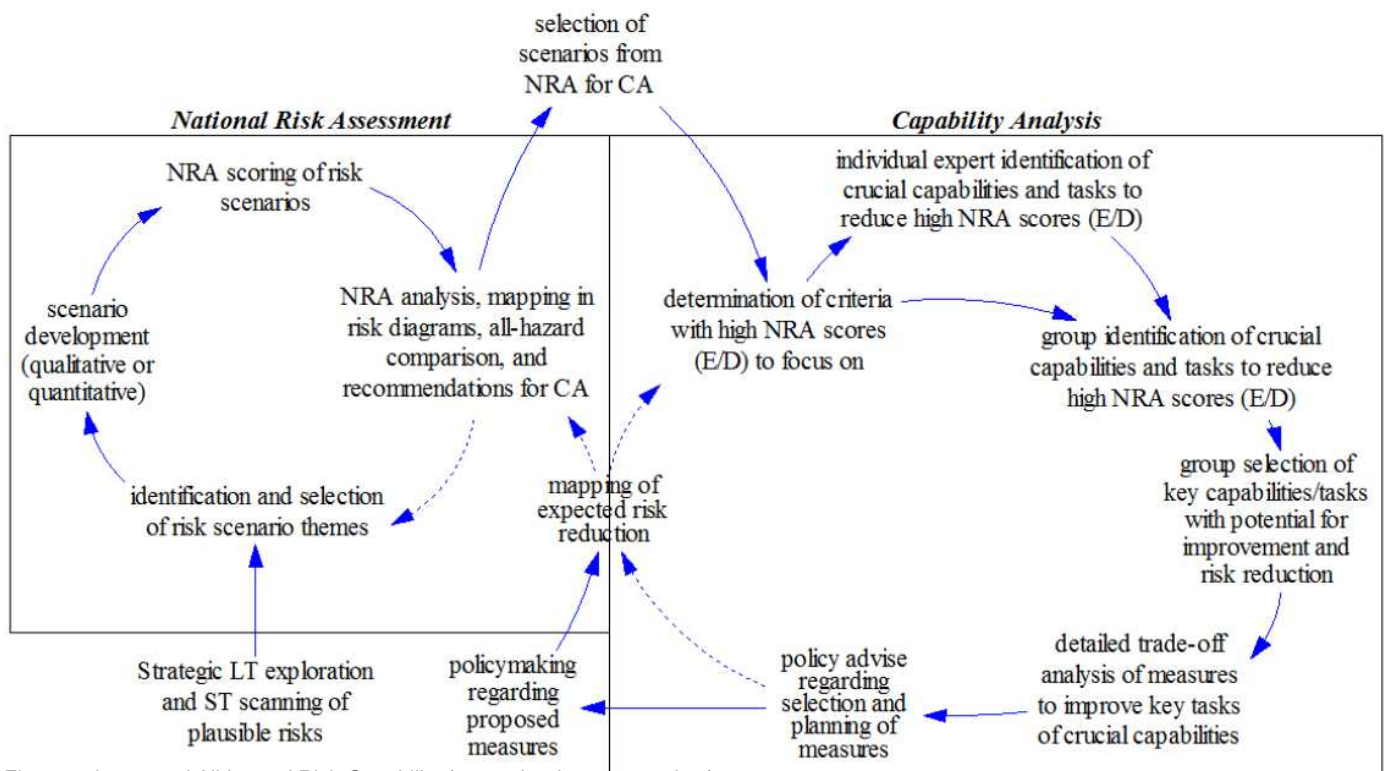 selection of
scenarios from
NRA for CA
National Risk Assessment
Capability Analysis
NRA scoring of risk
scenarios
individual expert identification of
crucial capabilities and tasks to
reduce high NRA scores (E/D)
scenario
development
(qualitative or
quantitative)
NRA analysis, mapping in
risk diagrams, all-hazard
comparison, and
recommendations for CA
determination of criteria
with high NRA scores
(E/D) to focus on
group identification of crucial
capabilities and tasks to reduce
high NRA scores (E/D)
identification and selection
of risk scenario themes
mapping of
expected risk
reduction
group selection of
key capabilities/tasks
with potential for
improvement and
risk reduction
Strategic LT exploration
and ST scanning of
plausible risks
policymaking
regarding
proposed
measures
policy advise
regarding
selection and
planning of
measures
detailed trade-off
analysis of measures
to improve key tasks
of crucial capabilities